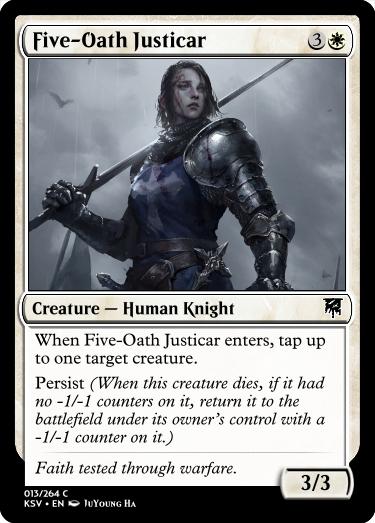 Five-Oath Justicar 3
Creature — Human Knight
When Five-Oath Justicar enters, tap up
to one target creature.
Persist (When this creature dies, if it had
no -1/-1 counters on it, return it to the
battlefield under its owner's control with a
-1/-1 counter on it.)
Faith tested through warfare.
3/3
013/264 C
KSV • EN JuYoung Ha